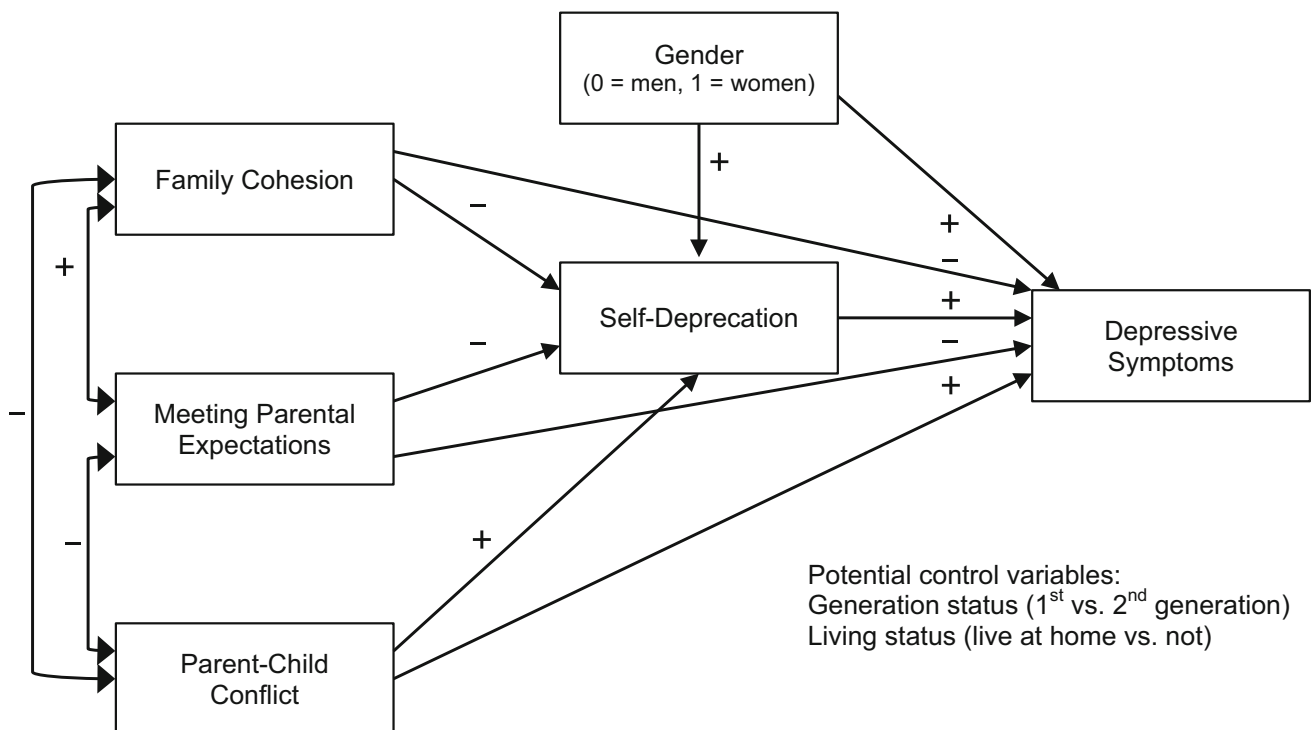 Gender
(0 = men, 1 = women)
+
Family Cohesion
−
+
+
−
Self-Deprecation
+
−
+
Depressive
Symptoms
−
−
Meeting Parental
Expectations
−
+
Parent-Child
Conflict
Potential control variables:
Generation status (1st vs. 2nd generation)
Living status (live at home vs. not)